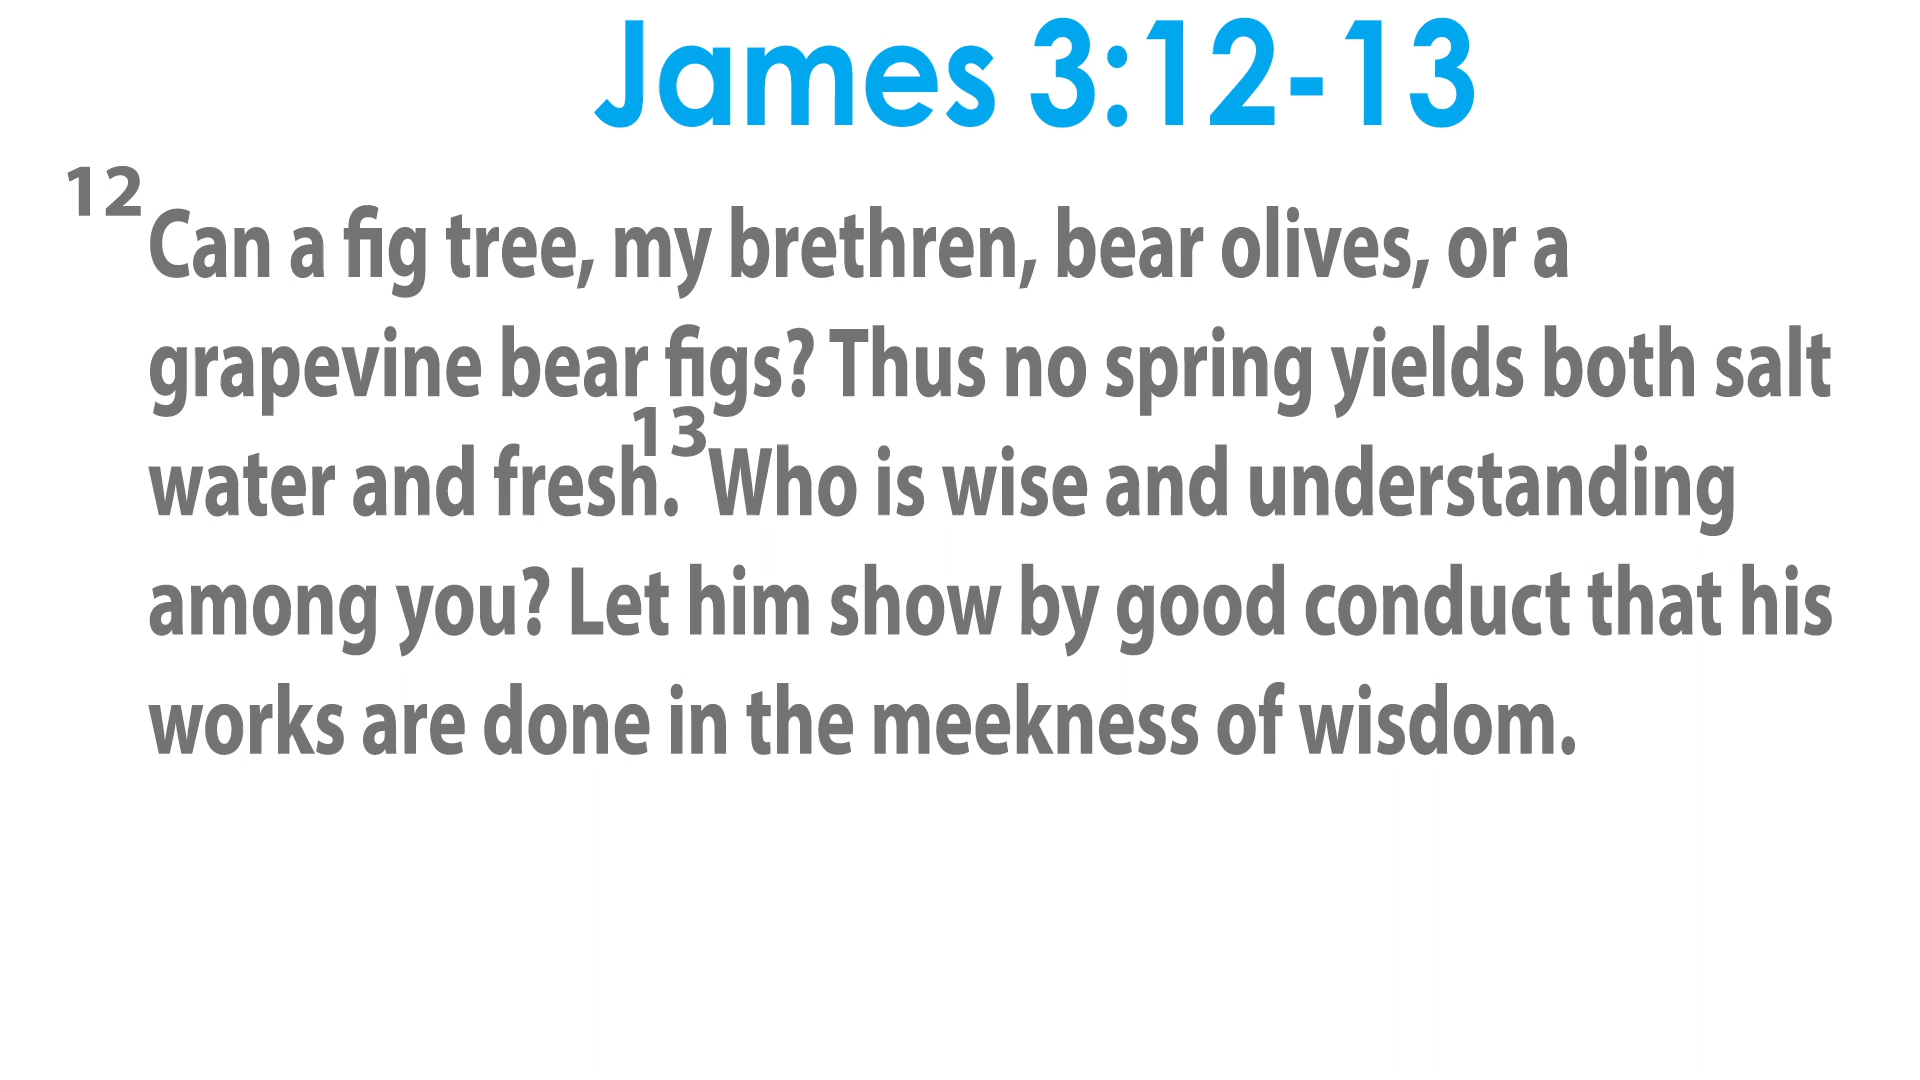 James 3:12-13
12 Can a fig tree, my brethren, bear olives, or a
grapevine bear figs? Thus no spring yields both salt
water and fresh. 13 Who is wise and understanding
among you? Let him show by good conduct that his
works are done in the meekness of wisdom.